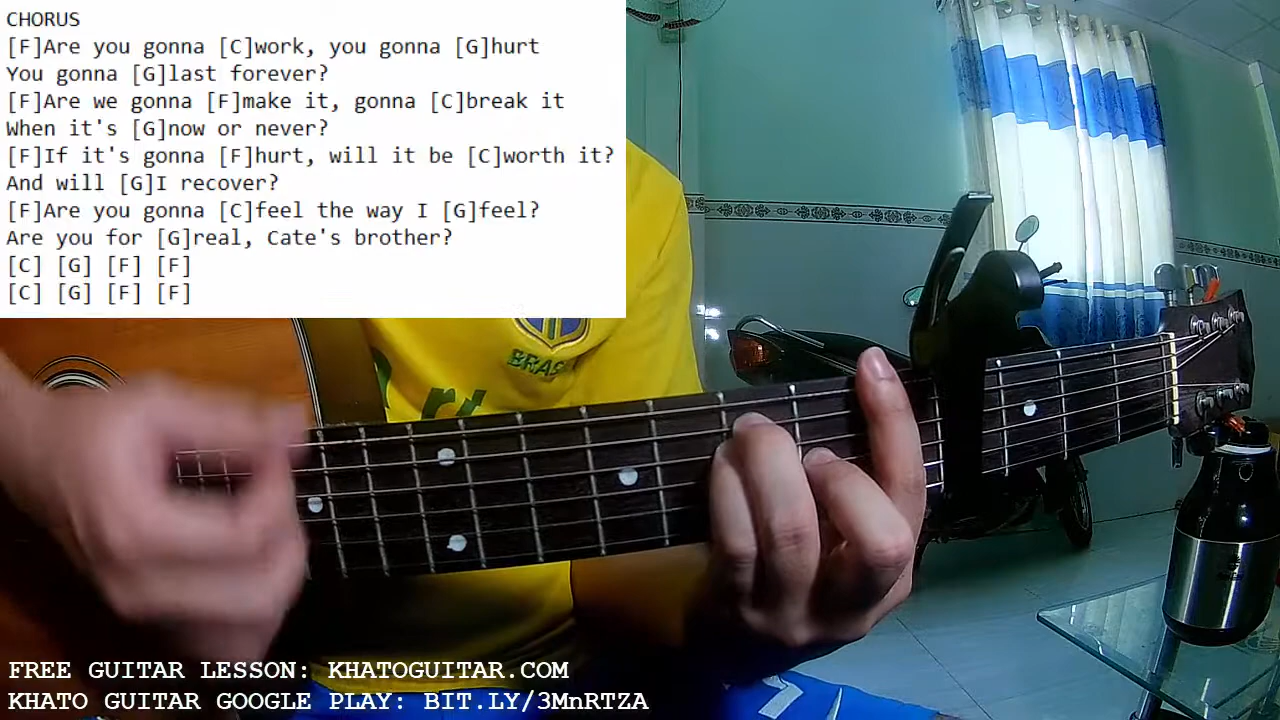 CHORUS
[F]Are you gonna [C]work, you gonna [G]hurt
You gonna [G]last forever?
[F]Are we gonna [F]make it, gonna [C]break it
When it's [G]now or never?
[F]If it's gonna [F]hurt, will it be [C]worth it?
And will [G]I recover?
[F]Are you gonna [C]feel the way I [G]feel?
Are you for [G]real, Cate's brother?
[C] [G] [F] [F]
[C] [G] [F] [F]
FREE GUITAR LESSON: KHATOGUITAR.COM
KHATO GUITAR GOOGLE PLAY: BIT.LY/3MnRTZA